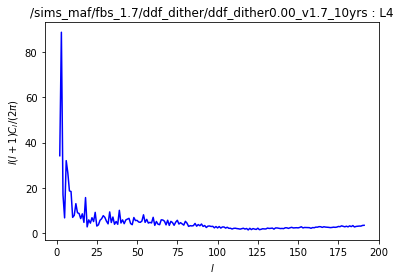 /sims_maf/fbs_1.7/ddf_dither/ddf_dither0.00_v1.7_10yrs : L4
80
60
40
20
0
l(l + 1)C_l/(2π)
0 25 50 75 100 125 150 175 200
l